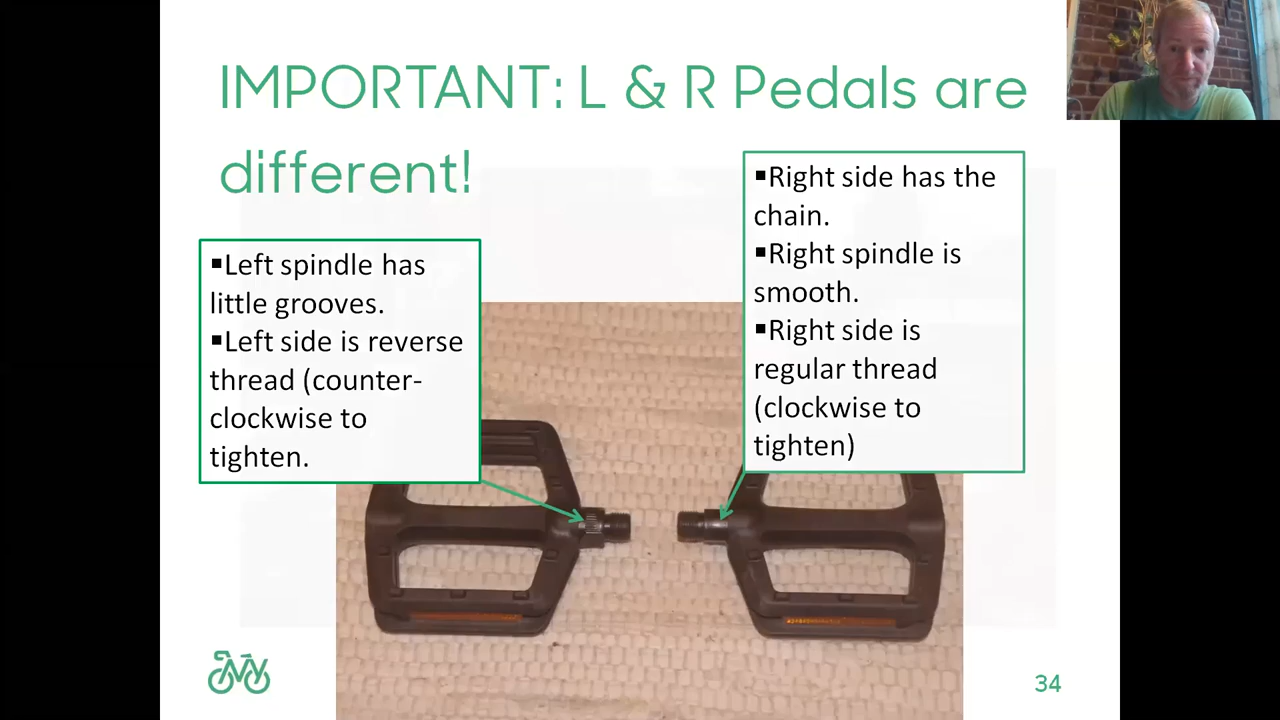 IMPORTANT: L & R Pedals are
different!
▪Left spindle has
little grooves.
▪Left side is reverse
thread (counter-
clockwise to
tighten.
▪Right side has the
chain.
▪Right spindle is
smooth.
▪Right side is
regular thread
(clockwise to
tighten)
34